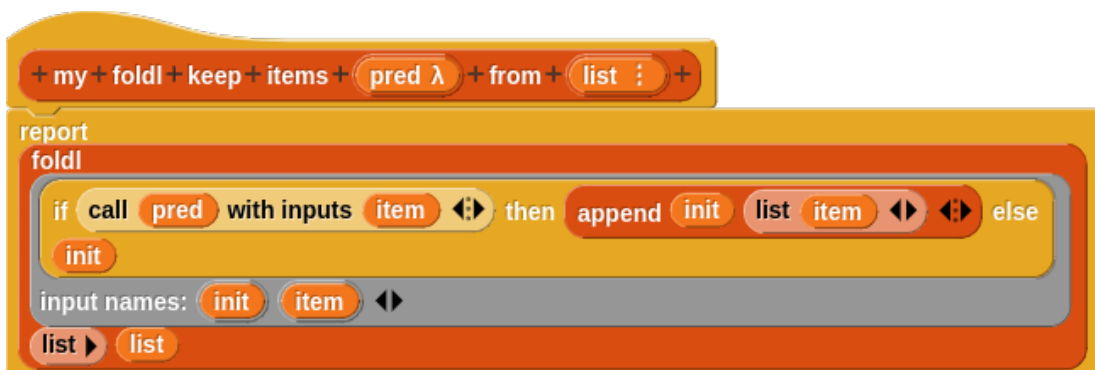 + my + foldl + keep + items + pred λ + from + list ⋮ +
report
foldl
if call pred with inputs item then append init list item else
init
input names: init item
list list